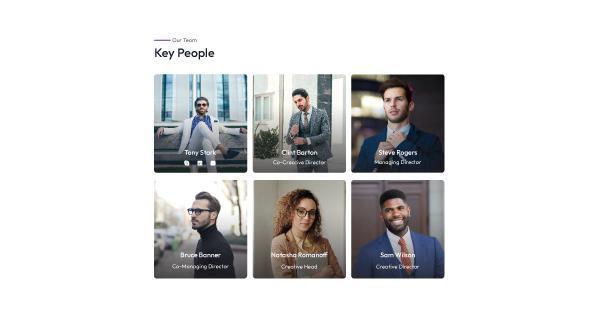 Our Team
Key People
Tony Stark
Clint Barton
Co-Creative Director
Steve Rogers
Managing Director
Bruce Banner
Co-Managing Director
Natasha Romanoff
Creative Head
Sam Wilson
Creative Director